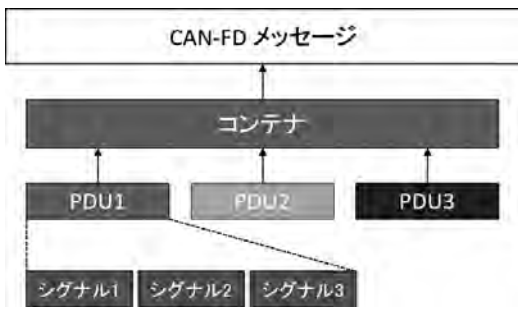 CAN-FD メッセージ
コンテナ
PDU1
PDU2
PDU3
シグナル1
シグナル2
シグナル3